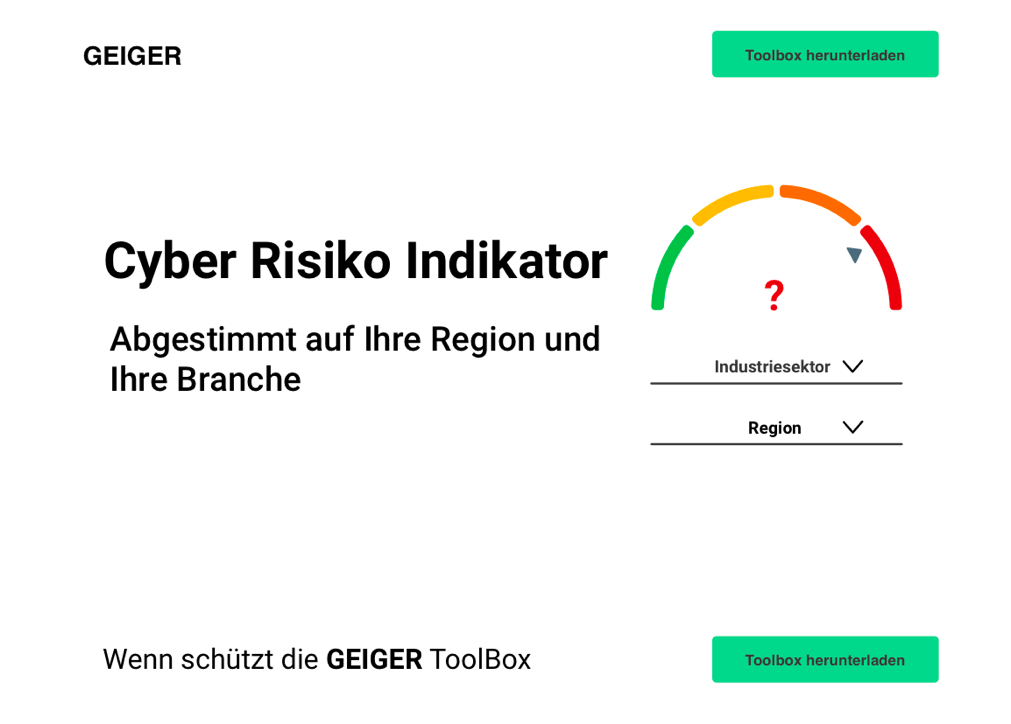 GEIGER
Toolbox herunterladen
Cyber Risiko Indikator
Abgestimmt auf Ihre Region und
Ihre Branche
?
Industriesektor
Region
Wenn schützt die GEIGER ToolBox
Toolbox herunterladen